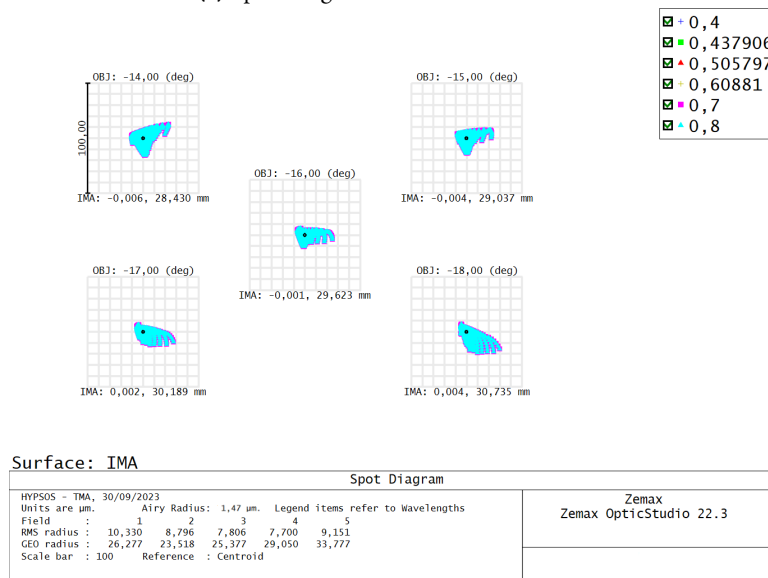 0,4
0,437906
0,505797
0,60881
0,7
0,8
OBJ: -14,00 (deg)
OBJ: -15,00 (deg)
100,00
IMA: -0,006, 28,430 mm
IMA: -0,004, 29,037 mm
OBJ: -16,00 (deg)
IMA: -0,001, 29,623 mm
OBJ: -17,00 (deg)
OBJ: -18,00 (deg)
IMA: 0,002, 30,189 mm
IMA: 0,004, 30,735 mm
Surface: IMA
Spot Diagram
HYPSOS - TMA, 30/09/2023
Units are µm. Airy Radius: 1,47 µm. Legend items refer to Wavelengths
Field : 1 2 3 4 5
RMS radius : 10,330 8,796 7,806 7,700 9,151
GEO radius : 26,277 23,518 25,377 29,050 33,777
Scale bar : 100 Reference : Centroid
Zemax
Zemax OpticStudio 22.3